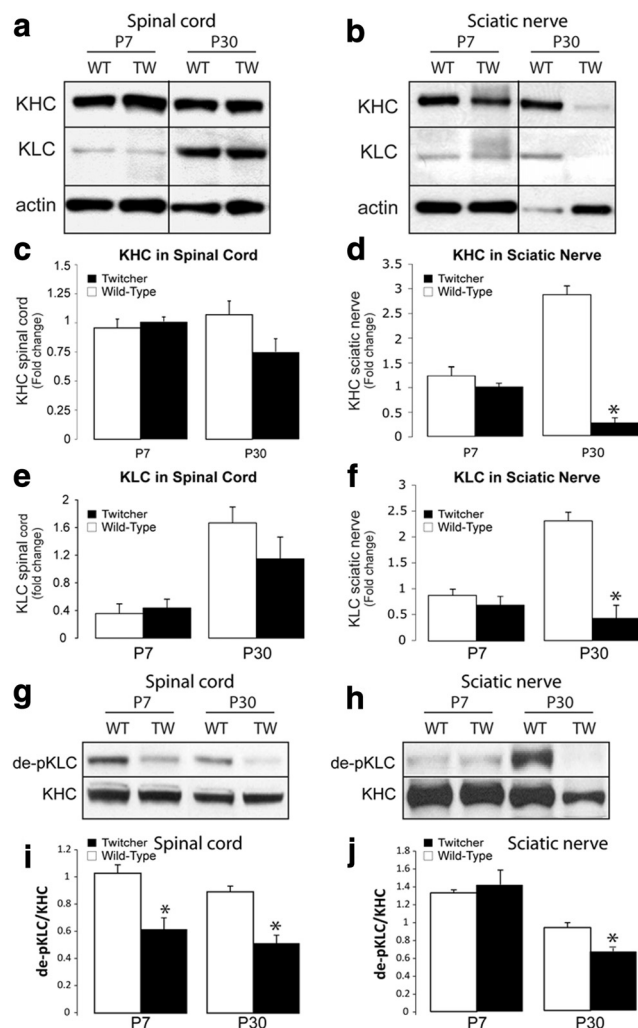 a
Spinal cord
P7
P30
WT TW WT TW
KHC
KLC
actin
b
Sciatic nerve
P7
P30
WT TW WT TW
KHC
KLC
actin
c
KHC in Spinal Cord
Twitcher
Wild-Type
KHC spinal cord
(Fold change)
1.5
1.25
1
0.75
0.5
0.25
0
P7
P30
d
KHC in Sciatic Nerve
Twitcher
Wild-Type
KHC sciatic nerve
(Fold change)
3.5
3
2.5
2
1.5
1
0.5
0
*
P7
P30
e
KLC in Spinal Cord
Twitcher
Wild-Type
KLC spinal cord
(fold change)
2
1.6
1.2
0.8
0.4
0
P7
P30
f
KLC in Sciatic Nerve
Twitcher
Wild-Type
KLC sciatic nerve
(Fold change)
3
2.5
2
1.5
1
0.5
0
*
P7
P30
g
Spinal cord
P7
P30
WT TW WT TW
de-pKLC
KHC
h
Sciatic nerve
P7
P30
WT TW WT TW
de-pKLC
KHC
i
Spinal cord
Twitcher
Wild-Type
de-pKLC/KHC
1.2
1
0.8
0.6
0.4
0.2
0
*
*
P7
P30
j
Sciatic nerve
Twitcher
Wild-Type
de-pKLC/KHC
1.8
1.6
1.4
1.2
1
0.8
0.6
0.4
0.2
0
*
P7
P30